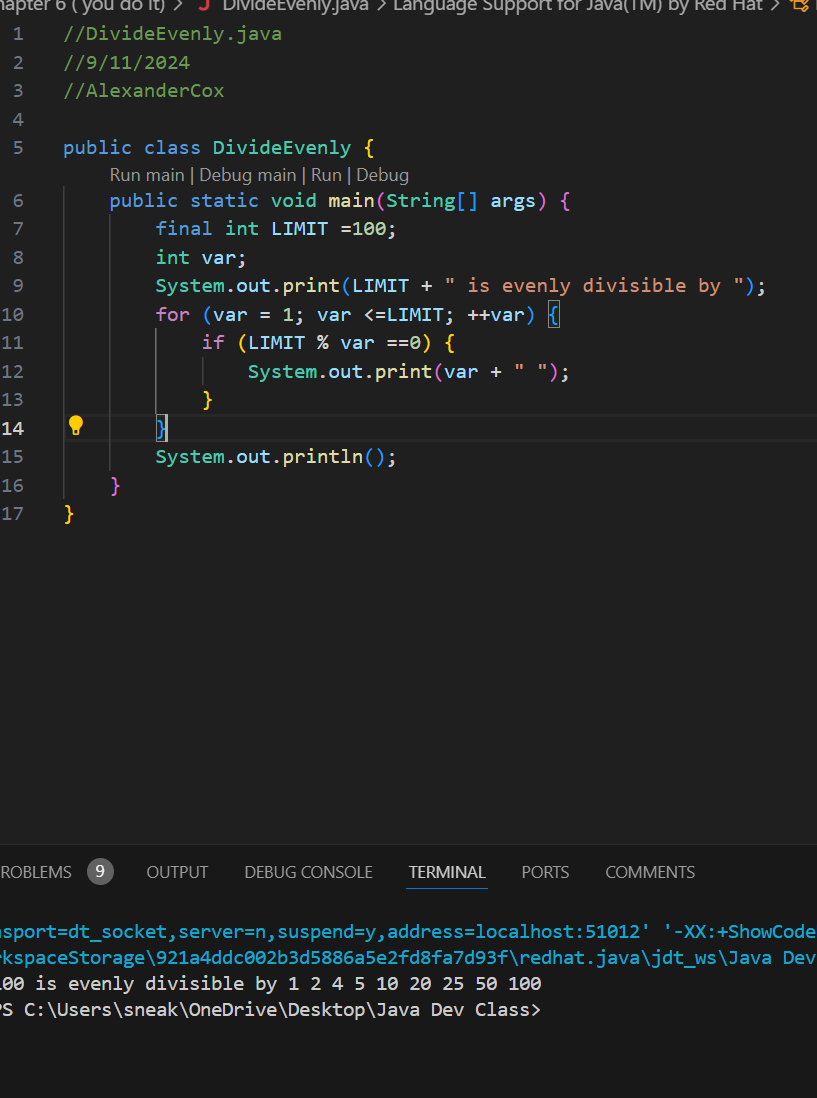 hapter 6 ( you do it) > J DivideEvenly.java > Language Support for Java(TM) by Red Hat >
1 //DivideEvenly.java
2 //9/11/2024
3 //AlexanderCox
4
5 public class DivideEvenly {
Run main | Debug main | Run | Debug
6 public static void main(String[] args) {
7 final int LIMIT =100;
8 int var;
9 System.out.print(LIMIT + " is evenly divisible by ");
10 for (var = 1; var <=LIMIT; ++var) {
11 if (LIMIT % var ==0) {
12 System.out.print(var + " ");
13 }
14 }
15 System.out.println();
16 }
17 }
ROBLEMS 9 OUTPUT DEBUG CONSOLE TERMINAL PORTS COMMENTS
nsport=dt_socket,server=n,suspend=y,address=localhost:51012' '-XX:+ShowCode
rkspaceStorage\921a4ddc002b3d5886a5e2fd8fa7d93f\redhat.java\jdt_ws\Java Dev
100 is evenly divisible by 1 2 4 5 10 20 25 50 100
PS C:\Users\sneak\OneDrive\Desktop\Java Dev Class>